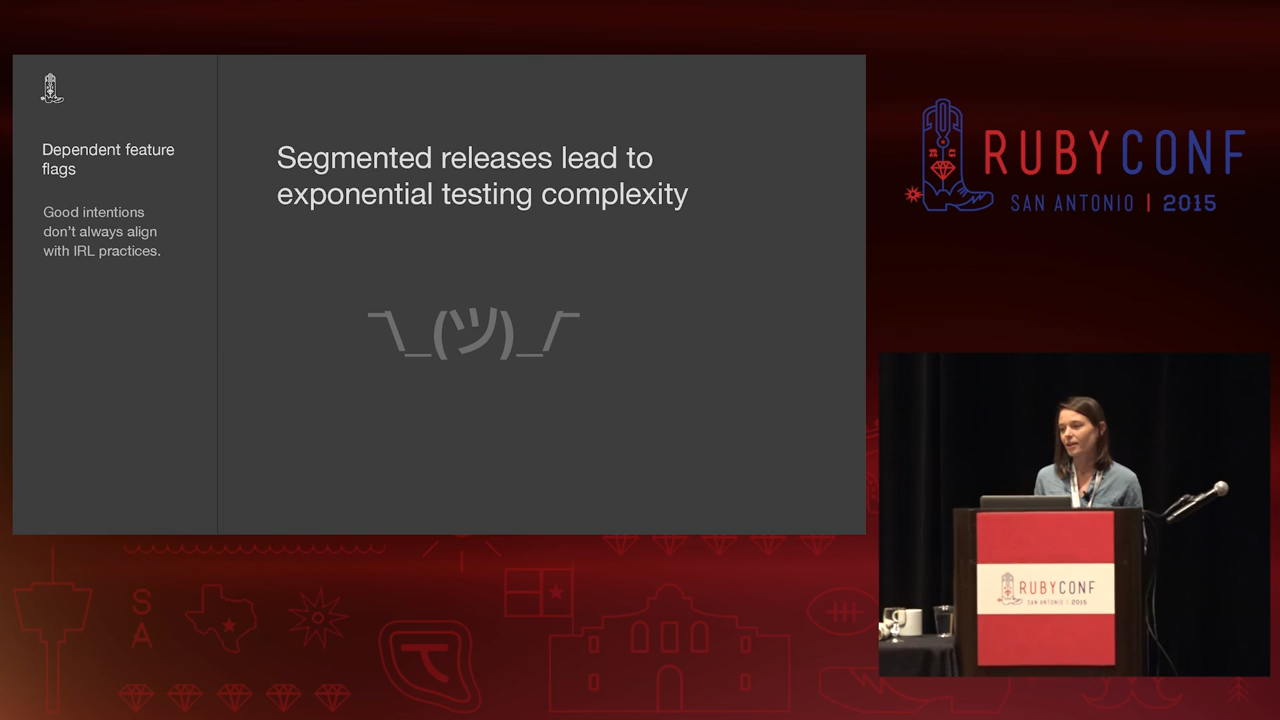 Dependent feature
flags
Good intentions
don't always align
with IRL practices.
Segmented releases lead to
exponential testing complexity
¯\_(ツ)_/¯
RUBYCONF
SAN ANTONIO | 2015
RUBYCONF
SAN ANTONIO | 2015
S
A